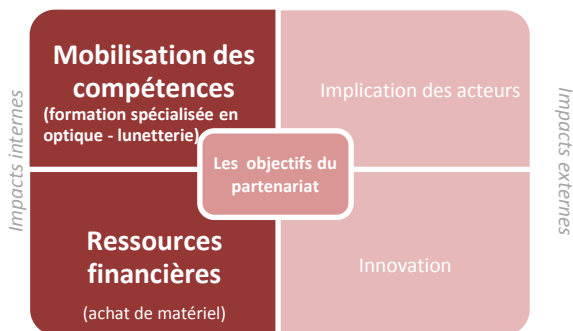 Impacts internes
Mobilisation des
compétences
(formation spécialisée en
optique - lunetterie)
Implication des acteurs
Les objectifs du
partenariat
Ressources
financières
(achat de matériel)
Innovation
Impacts externes